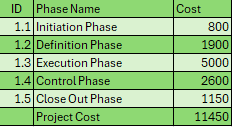 ID Phase Name Cost
1.1 Initiation Phase 800
1.2 Definition Phase 1900
1.3 Execution Phase 5000
1.4 Control Phase 2600
1.5 Close Out Phase 1150
Project Cost 11450